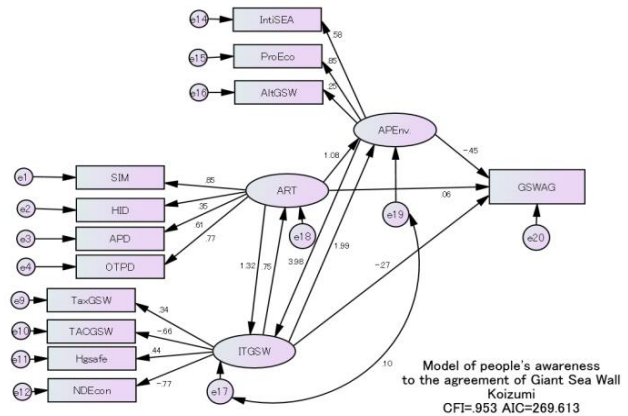 e14 IntiSEA
.58
e15 ProEco
.85
e16 AltGSW
.25
APEnv.
1.08
-.45
e1 SIM
.85
ART
.06
GSWAG
e2 HID
.35
e3 APD
.61
e19
e18
e20
e4 OTPD
.77
1.32
.75
3.98
1.99
-.27
e9 TaxGSW
.34
e10 TACGSW
-.66
e11 Hgsafe
.44
ITGSW
e12 NDEcon
-.77
e17
.10
Model of people's awareness
to the agreement of Giant Sea Wall
Koizumi
CFI=.953 AIC=269.613